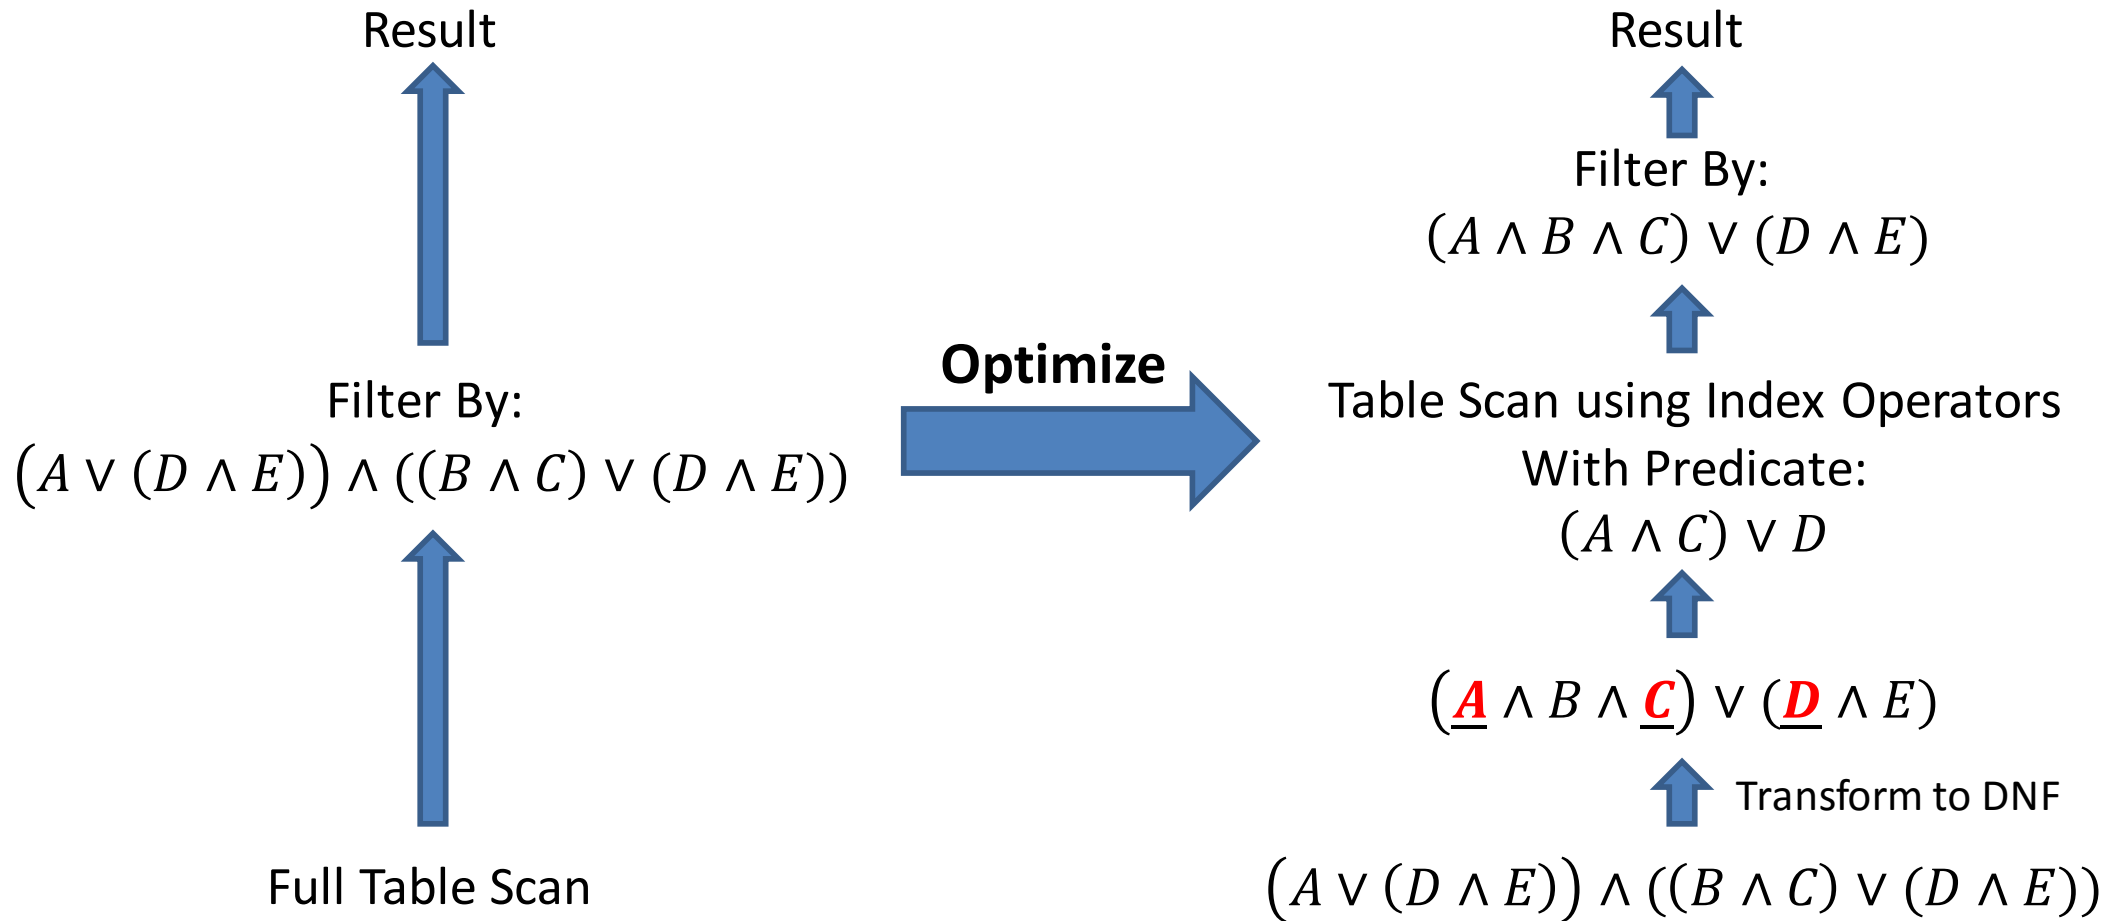 Result
Filter By:
(A ∨ (D ∧ E)) ∧ ((B ∧ C) ∨ (D ∧ E))
Full Table Scan
Optimize
Result
Filter By:
(A ∧ B ∧ C) ∨ (D ∧ E)
Table Scan using Index Operators
With Predicate:
(A ∧ C) ∨ D
(A ∧ B ∧ C) ∨ (D ∧ E)
Transform to DNF
(A ∨ (D ∧ E)) ∧ ((B ∧ C) ∨ (D ∧ E))